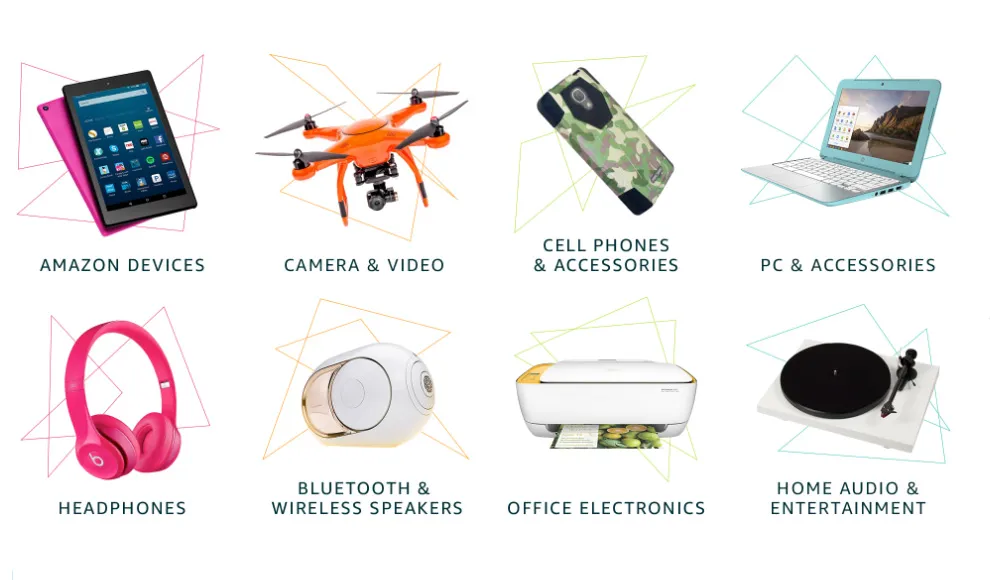 AMAZON DEVICES
CAMERA & VIDEO
CELL PHONES
& ACCESSORIES
PC & ACCESSORIES
HEADPHONES
BLUETOOTH &
WIRELESS SPEAKERS
OFFICE ELECTRONICS
HOME AUDIO &
ENTERTAINMENT